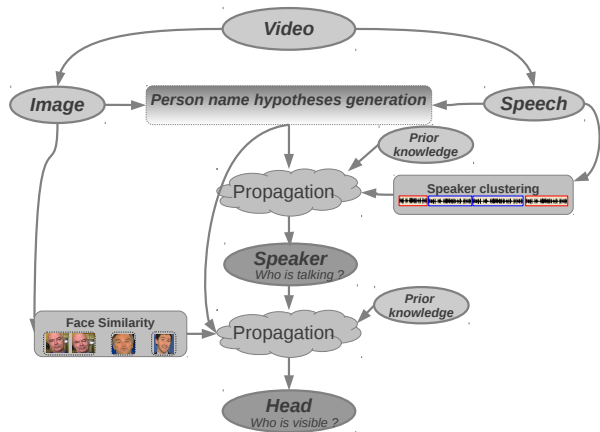 Video
Image
Person name hypotheses generation
Speech
Prior
knowledge
Propagation
Speaker clustering
Speaker
Who is talking ?
Prior
knowledge
Face Similarity
Propagation
Head
Who is visible ?